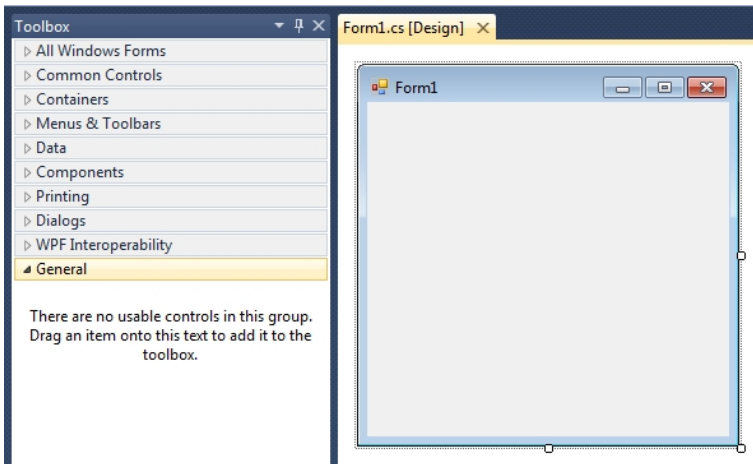 Toolbox
All Windows Forms
Common Controls
Containers
Menus & Toolbars
Data
Components
Printing
Dialogs
WPF Interoperability
General
There are no usable controls in this group.
Drag an item onto this text to add it to the
toolbox.
Form1.cs [Design]
Form1